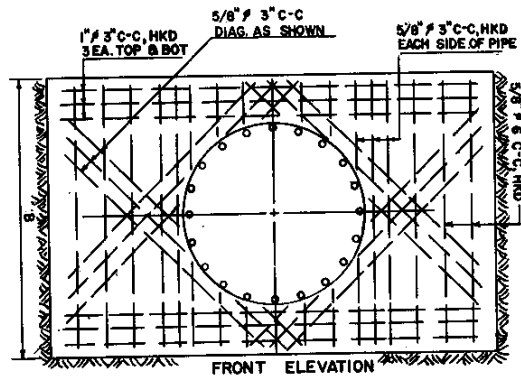 5/8" ø 3" C-C
DIAG. AS SHOWN
1" ø 3" C-C, HKD
3 EA. TOP & BOT
5/8" ø 3" C-C, HKD
EACH SIDE OF PIPE
5/8" ø 6 C-C, HKD
B
FRONT ELEVATION